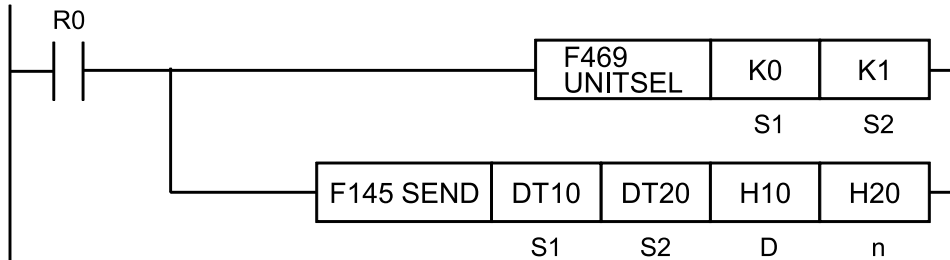 R0
F469
UNITSEL
K0
K1
S1
S2
F145 SEND
DT10
DT20
H10
H20
S1
S2
D
n